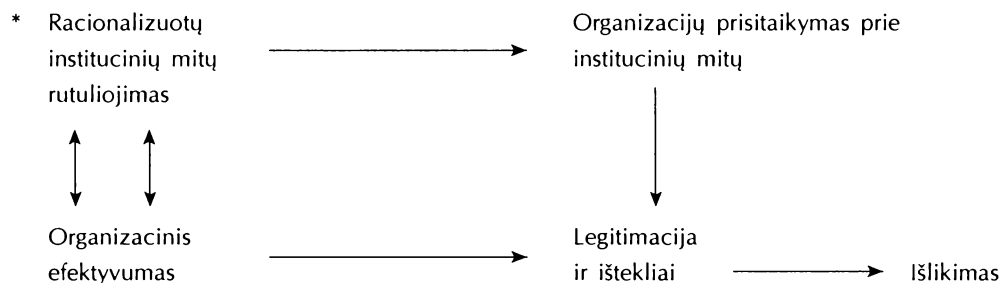 * Racionalizuotų
institucinių mitų
rutuliojimas
Organizacijų prisitaikymas prie
institucinių mitų
Organizacinis
efektyvumas
Legitimacija
ir ištekliai
Išlikimas